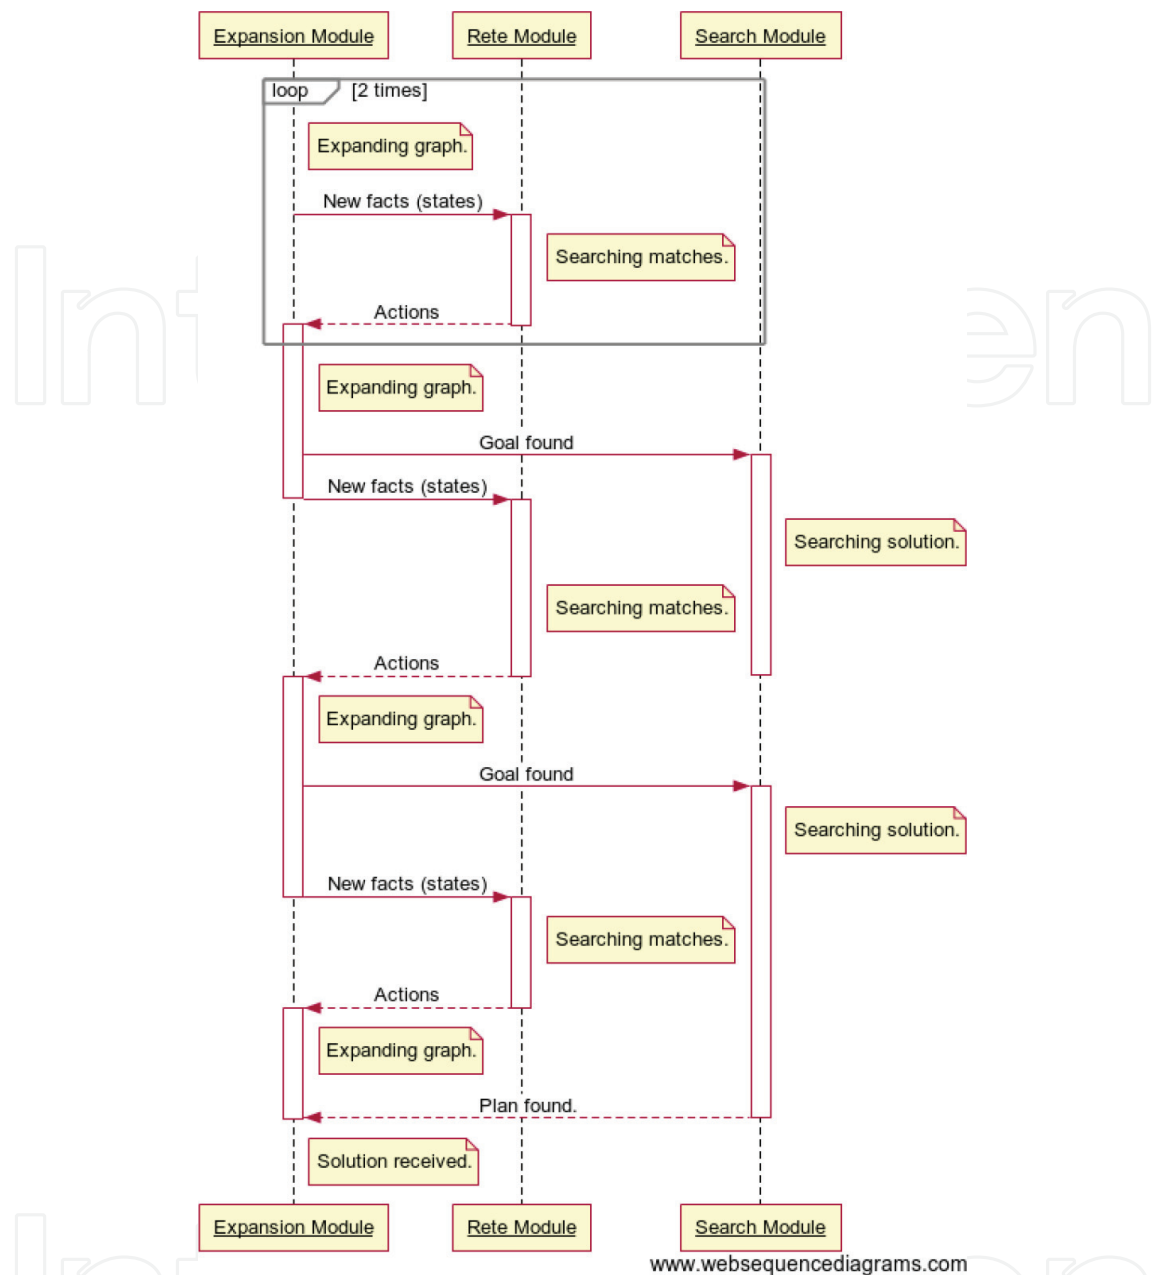 Expansion Module
Rete Module
Search Module
loop
[2 times]
Expanding graph.
New facts (states)
Searching matches.
Actions
Expanding graph.
Goal found
New facts (states)
Searching solution.
Searching matches.
Actions
Expanding graph.
Goal found
Searching solution.
New facts (states)
Searching matches.
Actions
Expanding graph.
Plan found.
Solution received.
Expansion Module
Rete Module
Search Module
www.websequencediagrams.com